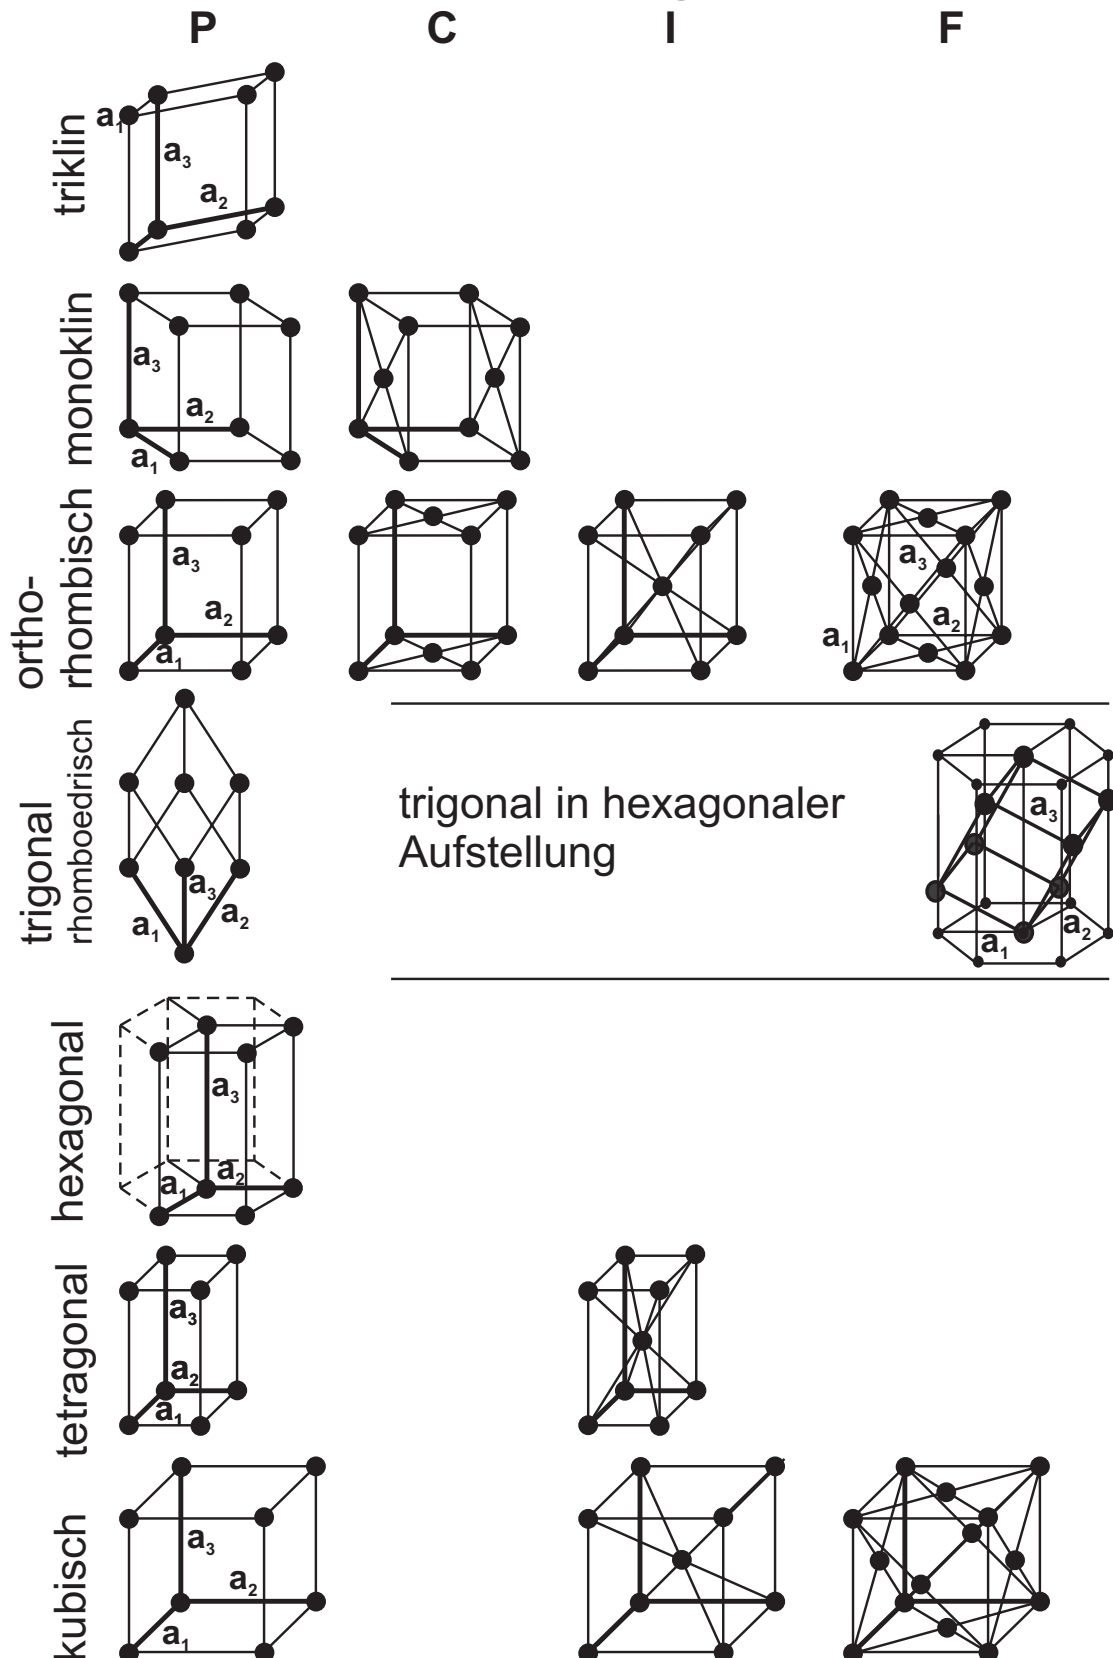 P C I F
triklin
a₁
a₃
a₂
monoklin
a₃
a₂
a₁
ortho-
rhombisch
a₃
a₂
a₁
a₃
a₂
a₁
trigonal
rhomboedrisch
a₃
a₁
a₂
trigonal in hexagonaler
Aufstellung
a₃
a₂
a₁
hexagonal
a₃
a₂
a₁
tetragonal
a₃
a₂
a₁
kubisch
a₃
a₂
a₁